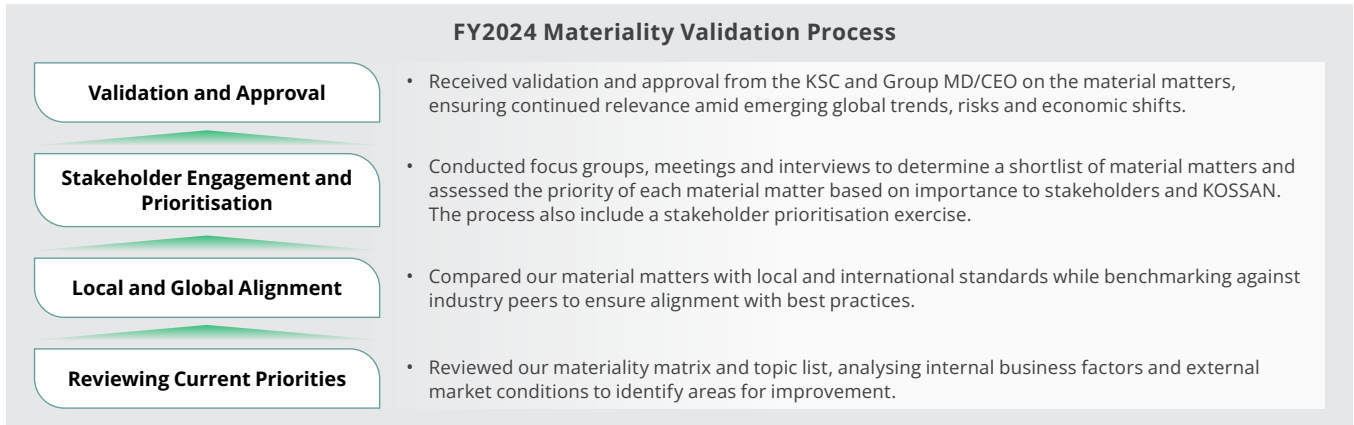 FY2024 Materiality Validation Process
Validation and Approval
• Received validation and approval from the KSC and Group MD/CEO on the material matters,
ensuring continued relevance amid emerging global trends, risks and economic shifts.
Stakeholder Engagement and
Prioritisation
• Conducted focus groups, meetings and interviews to determine a shortlist of material matters and
assessed the priority of each material matter based on importance to stakeholders and KOSSAN.
The process also include a stakeholder prioritisation exercise.
Local and Global Alignment
• Compared our material matters with local and international standards while benchmarking against
industry peers to ensure alignment with best practices.
Reviewing Current Priorities
• Reviewed our materiality matrix and topic list, analysing internal business factors and external
market conditions to identify areas for improvement.